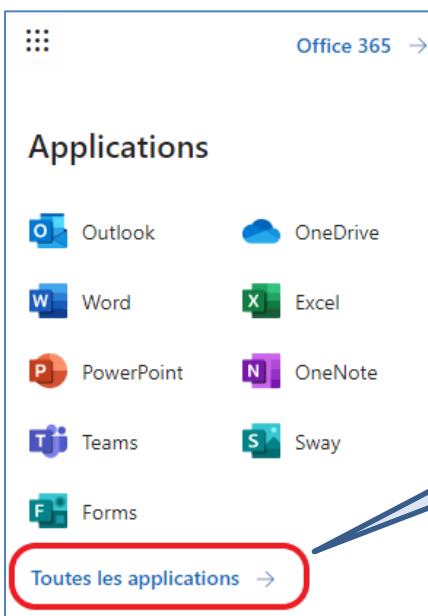 Office 365 →
Applications
Outlook OneDrive
Word Excel
PowerPoint OneNote
Teams Sway
Forms
Toutes les applications →